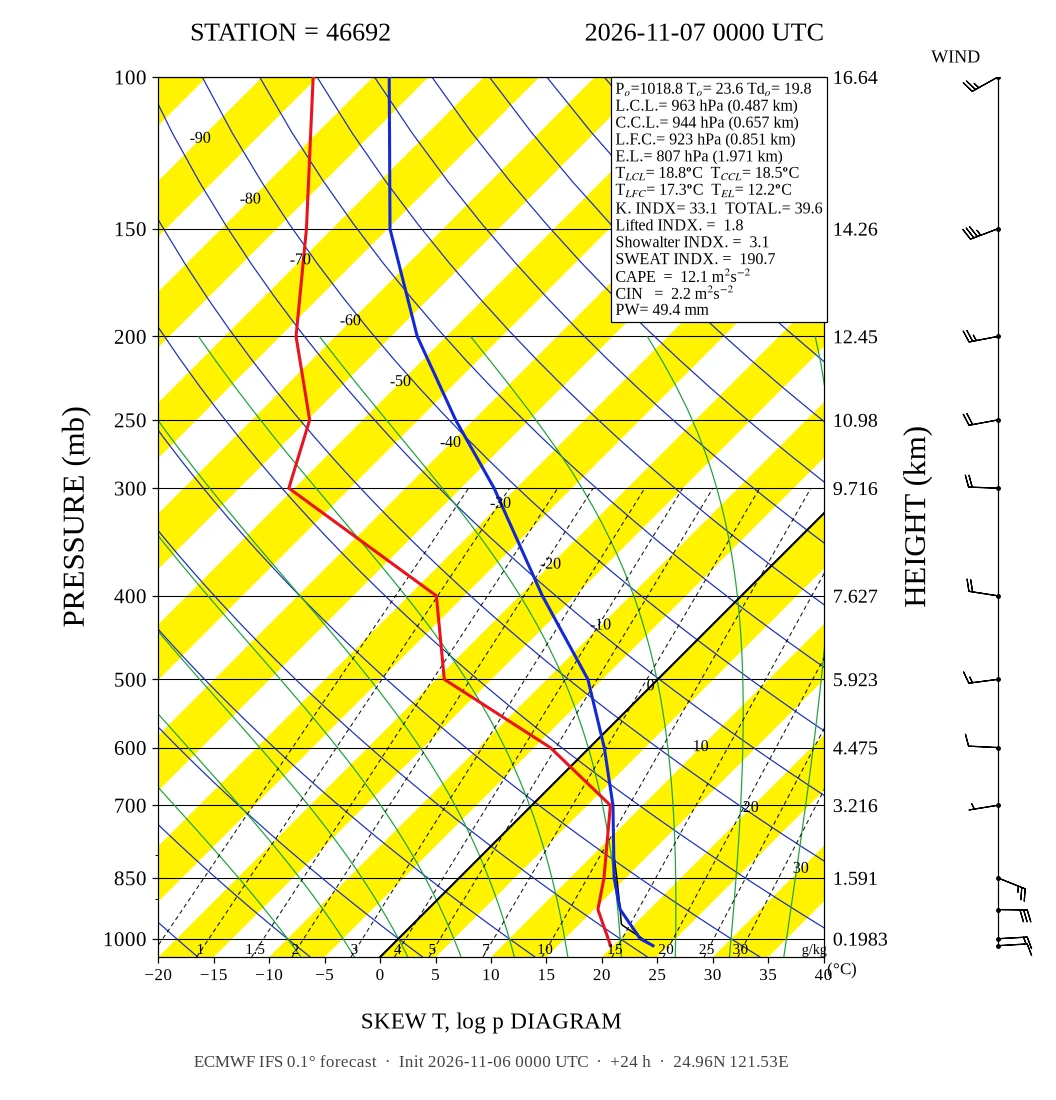 STATION = 46692
2026-11-07 0000 UTC
WIND
Pₒ=1018.8 Tₒ= 23.6 Tdₒ= 19.8
L.C.L.= 963 hPa (0.487 km)
C.C.L.= 944 hPa (0.657 km)
L.F.C.= 923 hPa (0.851 km)
E.L.= 807 hPa (1.971 km)
T_LCL= 18.8°C T_CCL= 18.5°C
T_LFC= 17.3°C T_EL= 12.2°C
K. INDX= 33.1 TOTAL.= 39.6
Lifted INDX. = 1.8
Showalter INDX. = 3.1
SWEAT INDX. = 190.7
CAPE = 12.1 m²s⁻²
CIN = 2.2 m²s⁻²
PW= 49.4 mm
PRESSURE (mb)
100
150
200
250
300
400
500
600
700
850
1000
-90
-80
-70
-60
-50
-40
-30
-20
-10
0
10
20
30
16.64
14.26
12.45
10.98
9.716
7.627
5.923
4.475
3.216
1.591
0.1983
HEIGHT (km)
1 1.5 2 3 4 5 7 10 15 20 25 30 g/kg
−20 −15 −10 −5 0 5 10 15 20 25 30 35 40 (°C)
SKEW T, log p DIAGRAM
ECMWF IFS 0.1° forecast · Init 2026-11-06 0000 UTC · +24 h · 24.96N 121.53E